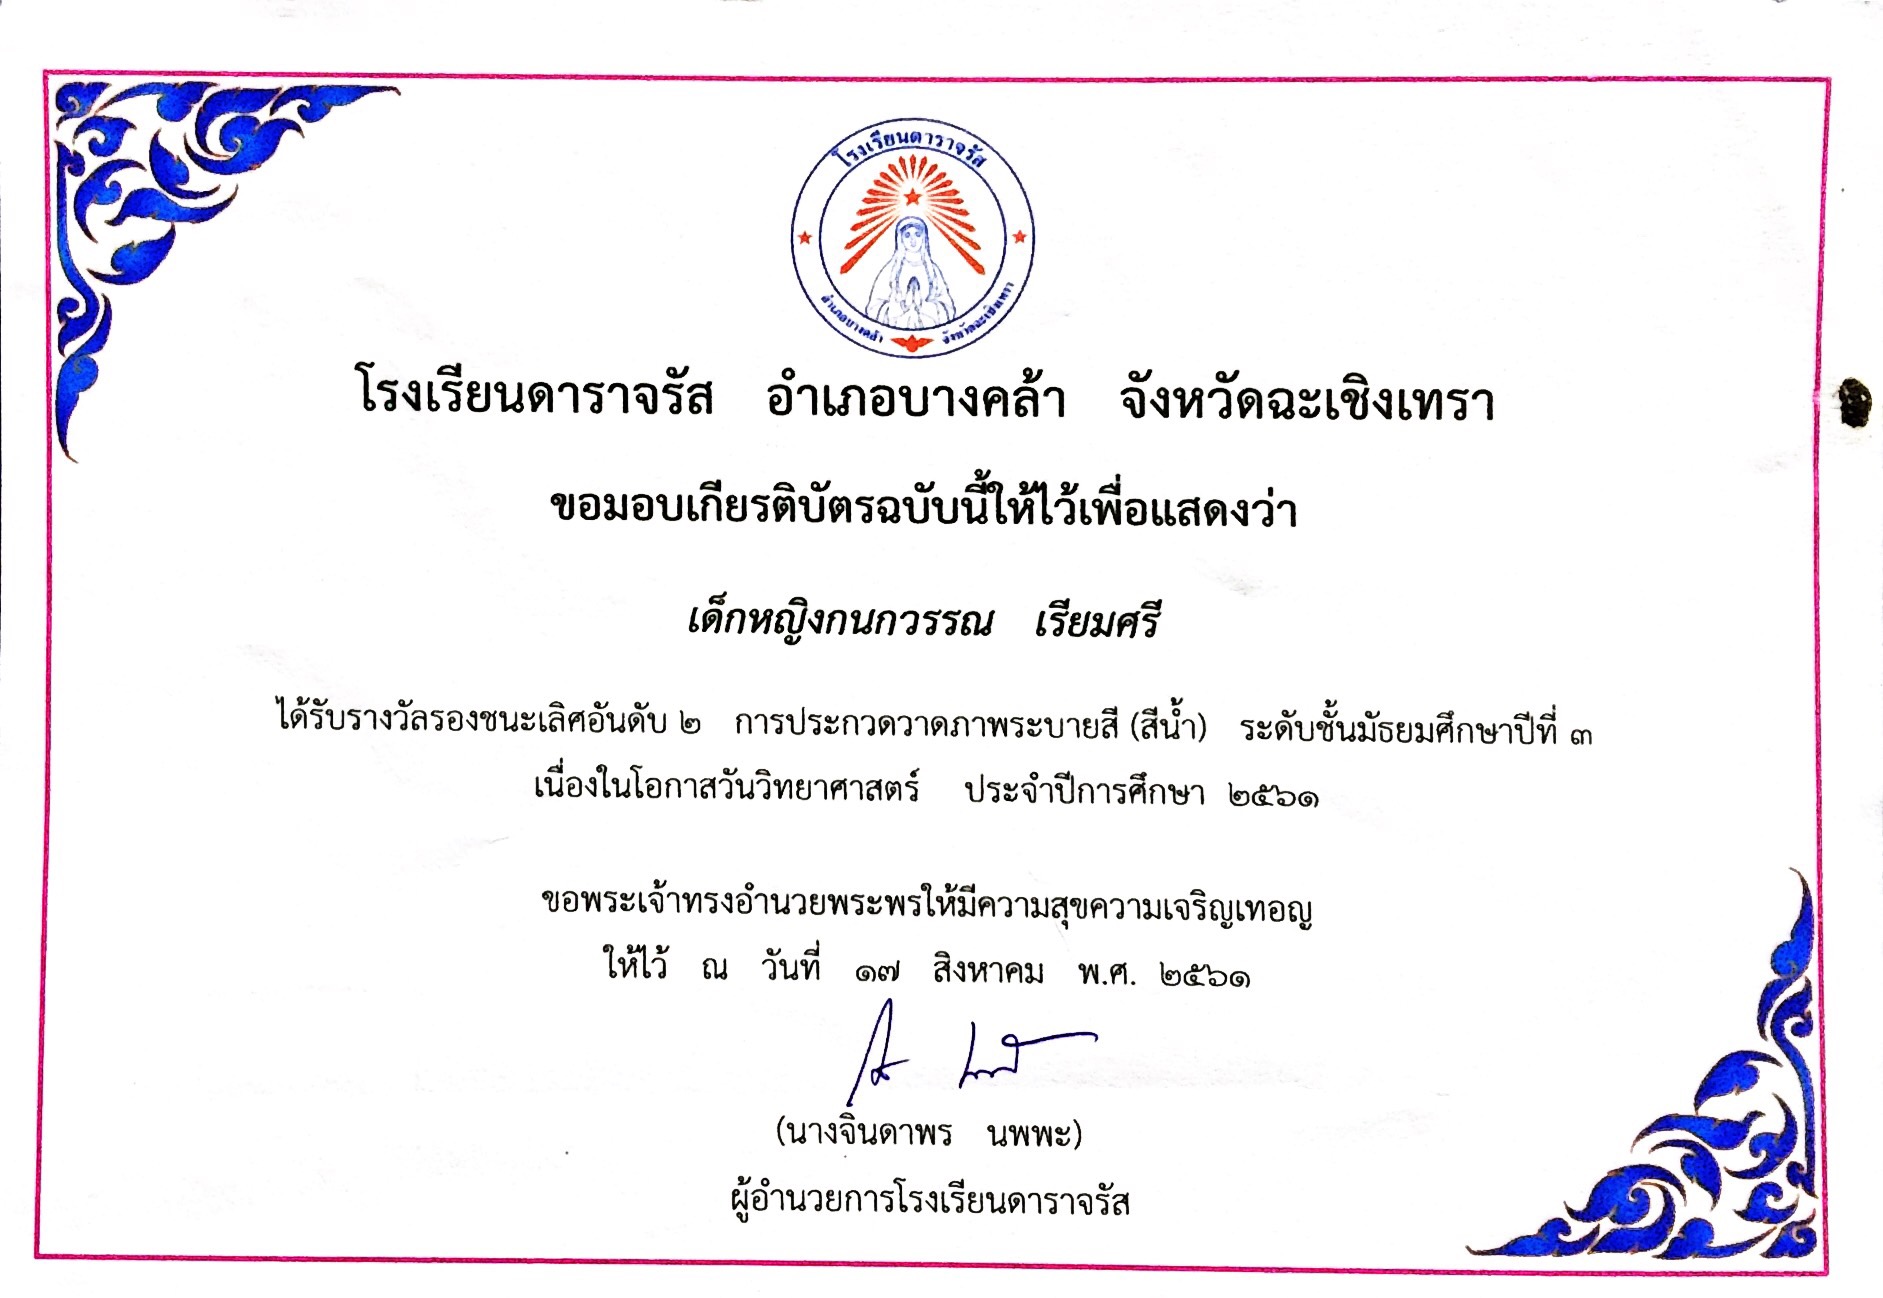 โรงเรียนดาราจรัส
อำเภอบางคล้า จังหวัดฉะเชิงเทรา
โรงเรียนดาราจรัส อำเภอบางคล้า จังหวัดฉะเชิงเทรา
ขอมอบเกียรติบัตรฉบับนี้ให้ไว้เพื่อแสดงว่า
เด็กหญิงกนกวรรณ เรียมศรี
ได้รับรางวัลรองชนะเลิศอันดับ ๒ การประกวดวาดภาพระบายสี (สีน้ำ) ระดับชั้นมัธยมศึกษาปีที่ ๓
เนื่องในโอกาสวันวิทยาศาสตร์ ประจำปีการศึกษา ๒๕๖๑
ขอพระเจ้าทรงอำนวยพระพรให้มีความสุขความเจริญเทอญ
ให้ไว้ ณ วันที่ ๑๗ สิงหาคม พ.ศ. ๒๕๖๑
(นางจินดาพร นพพะ)
ผู้อำนวยการโรงเรียนดาราจรัส